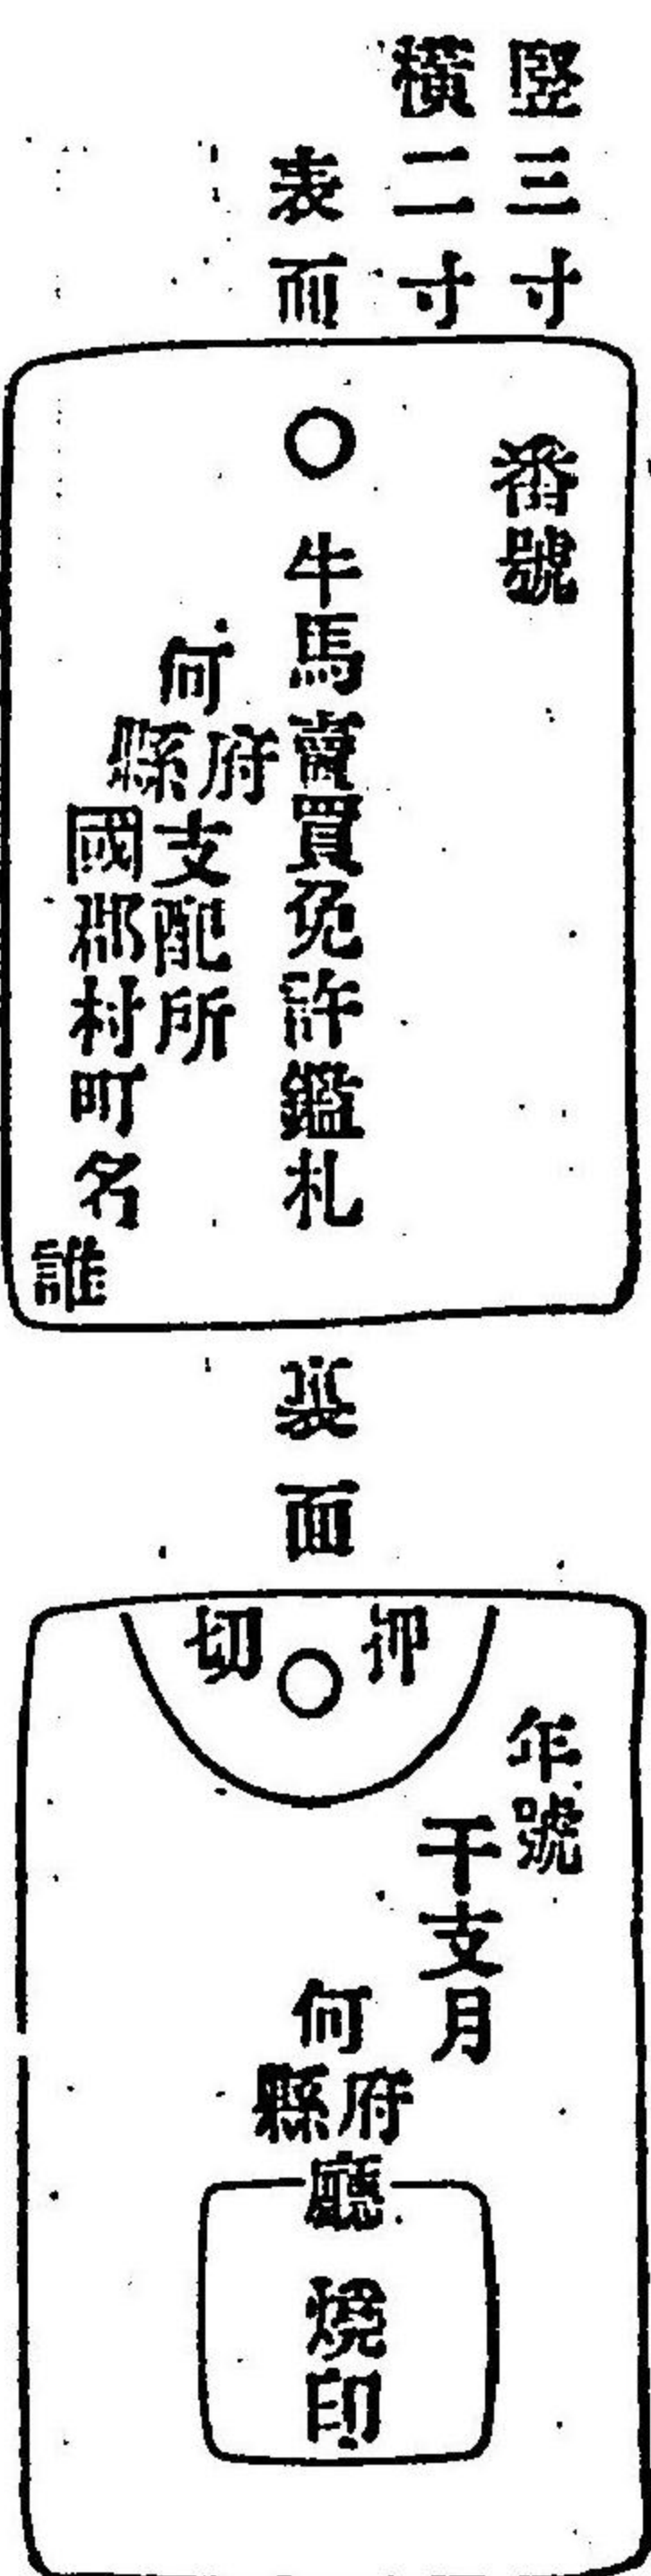 竪三寸
橫二寸
表面
番號
○牛馬賣買免許鑑札
何府縣支配所
國郡村町名
誰
裏面
押切
年號
干支月
何府縣廳
燒印